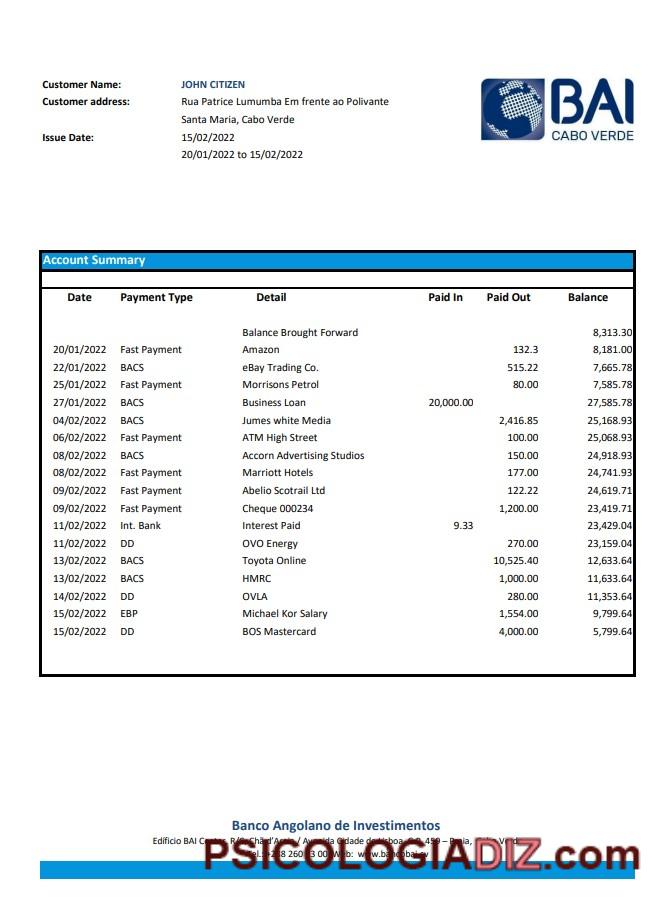 Customer Name: JOHN CITIZEN
Customer address: Rua Patrice Lumumba Em frente ao Polivante
Santa Maria, Cabo Verde
Issue Date: 15/02/2022
20/01/2022 to 15/02/2022
BAI
CABO VERDE
Account Summary
Date Payment Type Detail Paid In Paid Out Balance
Balance Brought Forward 8,313.30
20/01/2022 Fast Payment Amazon 132.3 8,181.00
22/01/2022 BACS eBay Trading Co. 515.22 7,665.78
25/01/2022 Fast Payment Morrisons Petrol 80.00 7,585.78
27/01/2022 BACS Business Loan 20,000.00 27,585.78
04/02/2022 BACS Jumes white Media 2,416.85 25,168.93
06/02/2022 Fast Payment ATM High Street 100.00 25,068.93
08/02/2022 BACS Accorn Advertising Studios 150.00 24,918.93
08/02/2022 Fast Payment Marriott Hotels 177.00 24,741.93
09/02/2022 Fast Payment Abelio Scotrail Ltd 122.22 24,619.71
09/02/2022 Fast Payment Cheque 000234 1,200.00 23,419.71
11/02/2022 Int. Bank Interest Paid 9.33 23,429.04
11/02/2022 DD OVO Energy 270.00 23,159.04
13/02/2022 BACS Toyota Online 10,525.40 12,633.64
13/02/2022 BACS HMRC 1,000.00 11,633.64
14/02/2022 DD OVLA 280.00 11,353.64
15/02/2022 EBP Michael Kor Salary 1,554.00 9,799.64
15/02/2022 DD BOS Mastercard 4,000.00 5,799.64
Banco Angolano de Investimentos
Edifício BAI / Avenida Cidade de Lisboa, 459 –
Web: www.bancobai.cv
PSICOLOGIADIZ.com